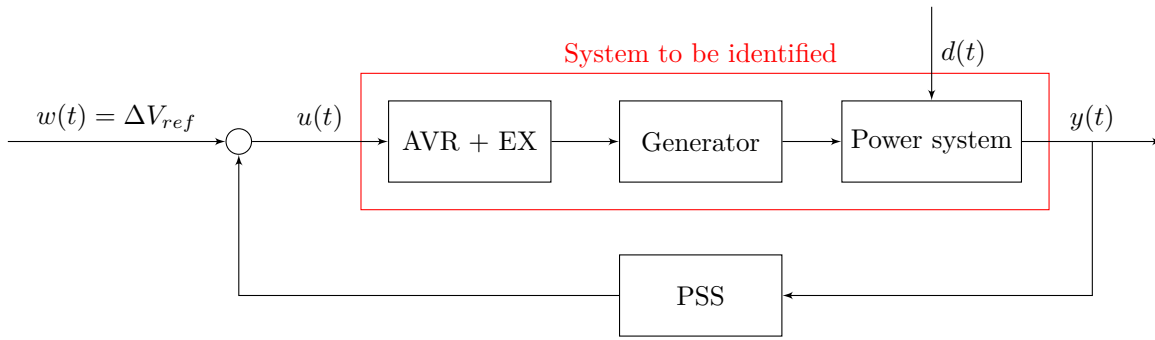 System to be identified
d(t)
w(t) = ΔV_ref
u(t)
AVR + EX
Generator
Power system
y(t)
PSS